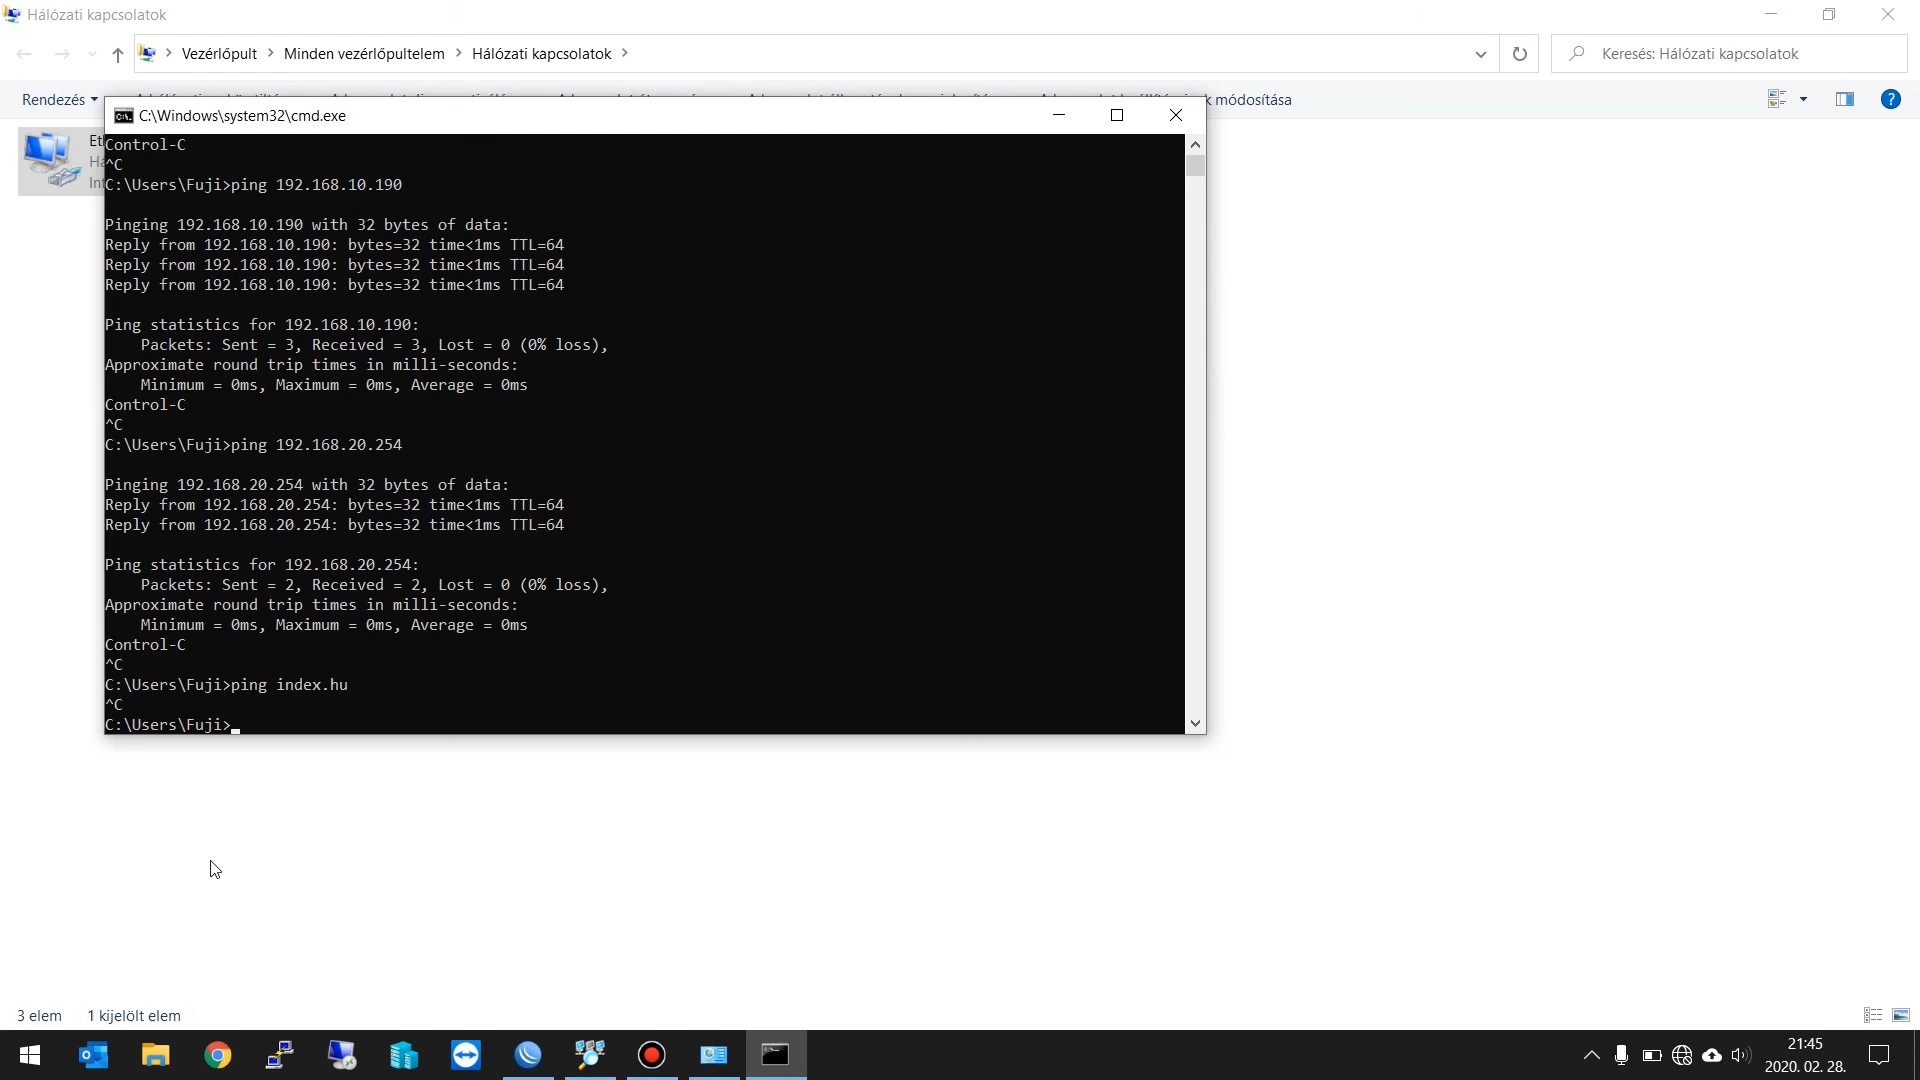 Hálózati kapcsolatok
Vezérlőpult
Minden vezérlőpultelem
Hálózati kapcsolatok
Keresés: Hálózati kapcsolatok
Rendezés
k módosítása
C:\Windows\system32\cmd.exe
Control-C
^C
C:\Users\Fuji>ping 192.168.10.190
Pinging 192.168.10.190 with 32 bytes of data:
Reply from 192.168.10.190: bytes=32 time<1ms TTL=64
Reply from 192.168.10.190: bytes=32 time<1ms TTL=64
Reply from 192.168.10.190: bytes=32 time<1ms TTL=64
Ping statistics for 192.168.10.190:
Packets: Sent = 3, Received = 3, Lost = 0 (0% loss),
Approximate round trip times in milli-seconds:
Minimum = 0ms, Maximum = 0ms, Average = 0ms
Control-C
^C
C:\Users\Fuji>ping 192.168.20.254
Pinging 192.168.20.254 with 32 bytes of data:
Reply from 192.168.20.254: bytes=32 time<1ms TTL=64
Reply from 192.168.20.254: bytes=32 time<1ms TTL=64
Ping statistics for 192.168.20.254:
Packets: Sent = 2, Received = 2, Lost = 0 (0% loss),
Approximate round trip times in milli-seconds:
Minimum = 0ms, Maximum = 0ms, Average = 0ms
Control-C
^C
C:\Users\Fuji>ping index.hu
^C
C:\Users\Fuji>
3 elem
1 kijelölt elem
21:45
2020. 02. 28.